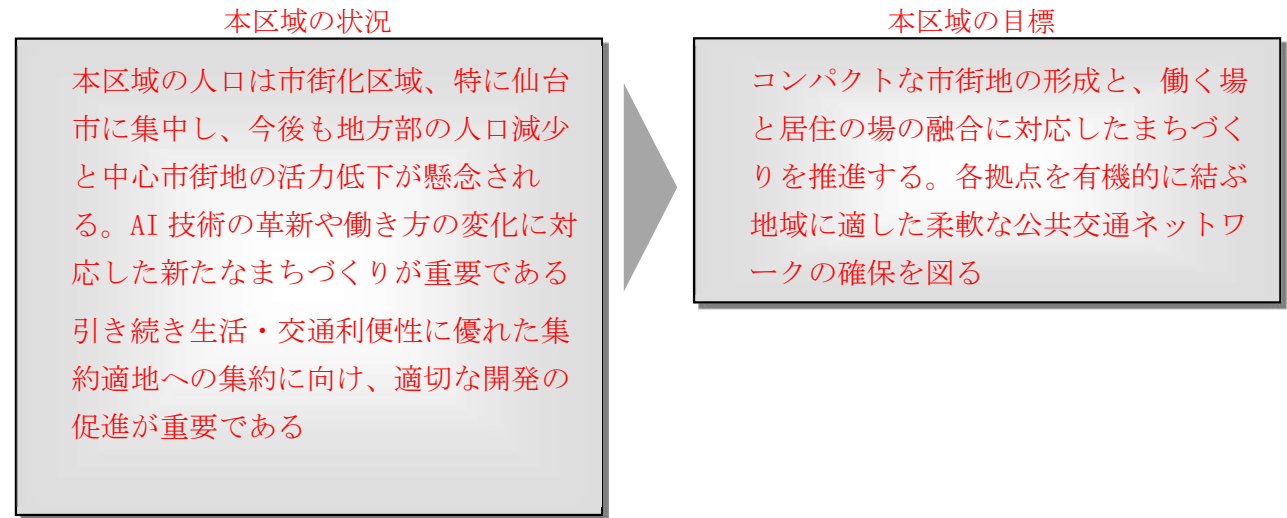 本区域の状況
本区域の人口は市街化区域、特に仙台
市に集中し、今後も地方部の人口減少
と中心市街地の活力低下が懸念され
る。AI 技術の革新や働き方の変化に対
応した新たなまちづくりが重要である
引き続き生活・交通利便性に優れた集
約適地への集約に向け、適切な開発の
促進が重要である
本区域の目標
コンパクトな市街地の形成と、働く場
と居住の場の融合に対応したまちづく
りを推進する。各拠点を有機的に結ぶ
地域に適した柔軟な公共交通ネットワ
ークの確保を図る